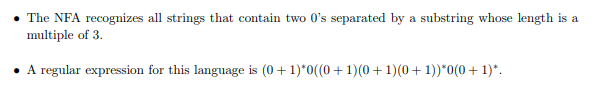 • The NFA recognizes all strings that contain two 0's separated by a substring whose length is a
multiple of 3.
• A regular expression for this language is (0 + 1)*0((0 + 1)(0 + 1)(0 + 1))*0(0 + 1)*.